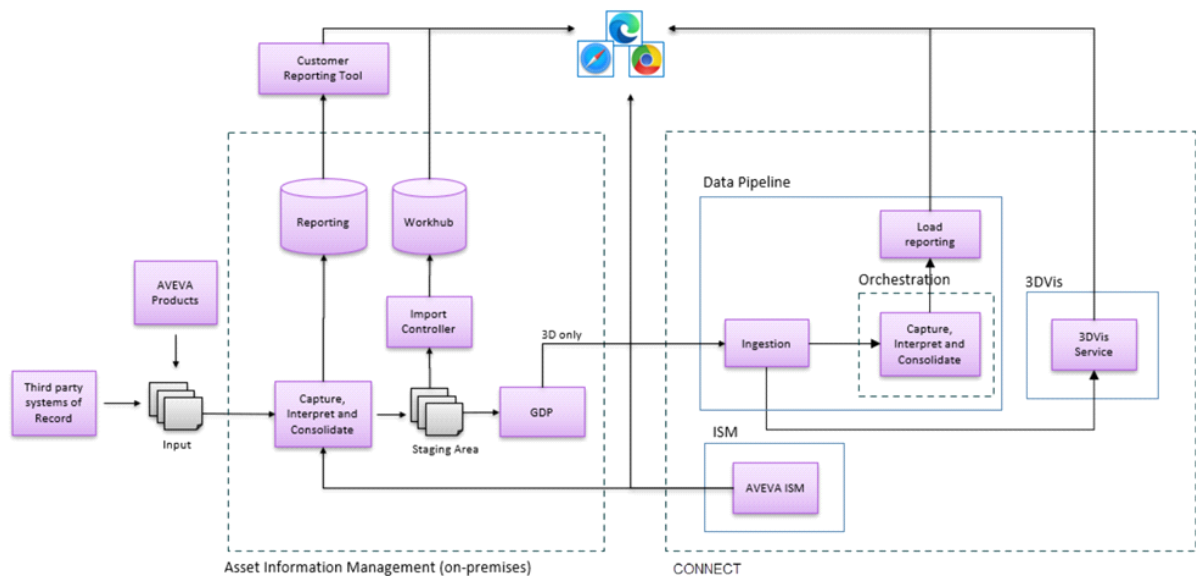 Customer
Reporting Tool
Data Pipeline
Reporting
Workhub
Load
reporting
AVEVA
Products
Orchestration
3DVis
Import
Controller
3D only
Ingestion
Capture,
Interpret and
Consolidate
3DVis
Service
Third party
systems of
Record
Input
Capture,
Interpret and
Consolidate
Staging Area
GDP
ISM
AVEVA ISM
Asset Information Management (on-premises)
CONNECT